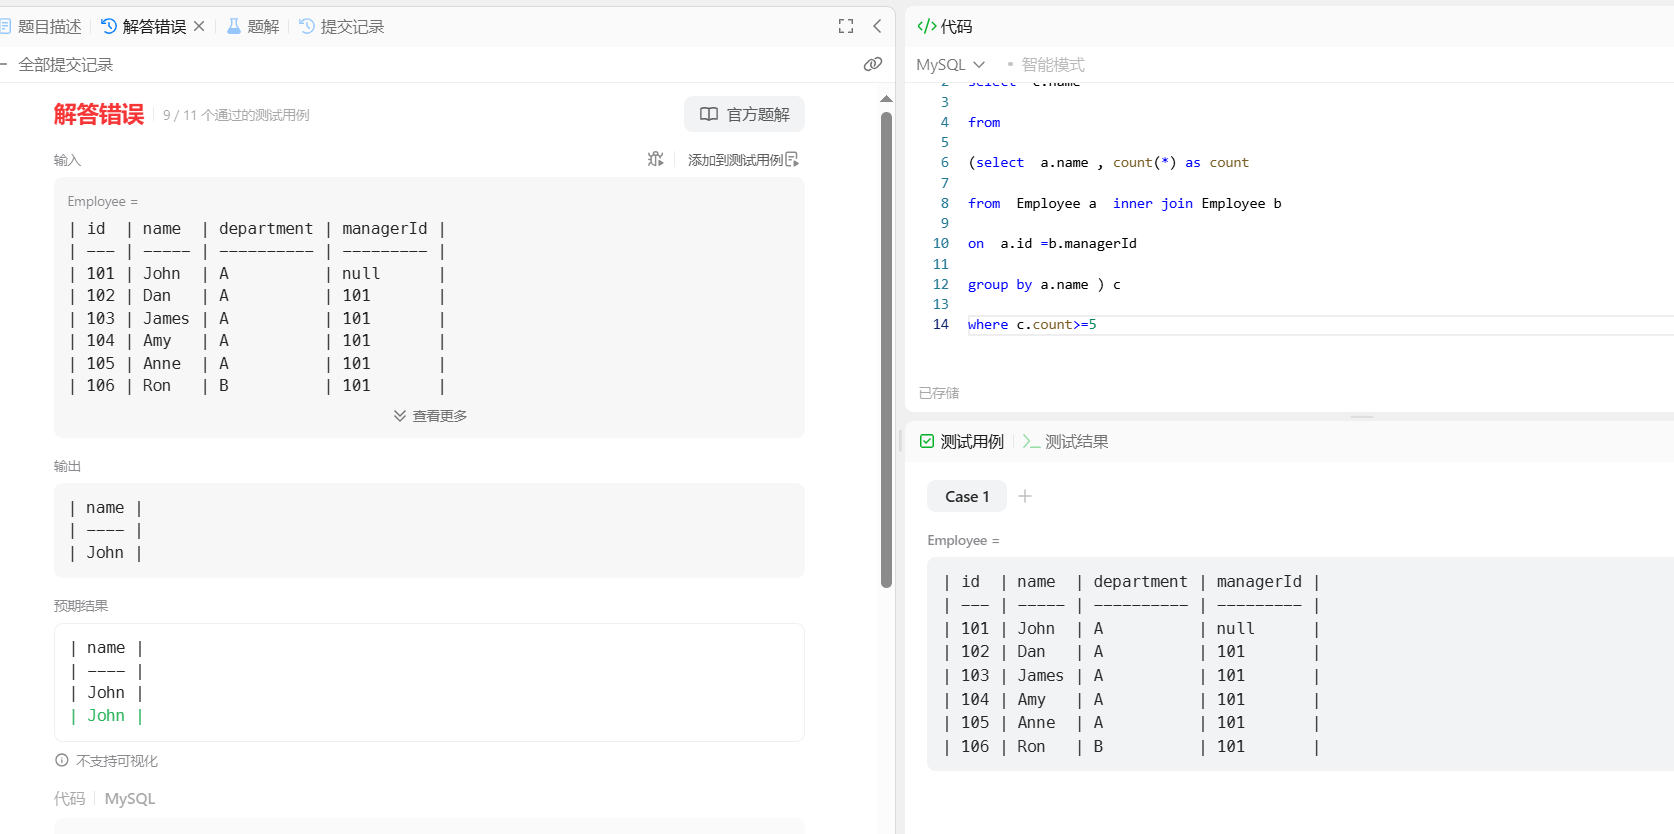 题目描述 解答错误 题解 提交记录
全部提交记录
解答错误 9 / 11 个通过的测试用例 官方题解
输入 添加到测试用例
Employee =
| id | name | department | managerId |
| --- | ----- | ---------- | --------- |
| 101 | John | A | null |
| 102 | Dan | A | 101 |
| 103 | James | A | 101 |
| 104 | Amy | A | 101 |
| 105 | Anne | A | 101 |
| 106 | Ron | B | 101 |
查看更多
输出
| name |
| ---- |
| John |
预期结果
| name |
| ---- |
| John |
| John |
不支持可视化
代码 MySQL
</> 代码
MySQL 智能模式
2 select c.name
3
4 from
5
6 (select a.name , count(*) as count
7
8 from Employee a inner join Employee b
9
10 on a.id =b.managerId
11
12 group by a.name ) c
13
14 where c.count>=5
已存储
测试用例 测试结果
Case 1
Employee =
| id | name | department | managerId |
| --- | ----- | ---------- | --------- |
| 101 | John | A | null |
| 102 | Dan | A | 101 |
| 103 | James | A | 101 |
| 104 | Amy | A | 101 |
| 105 | Anne | A | 101 |
| 106 | Ron | B | 101 |